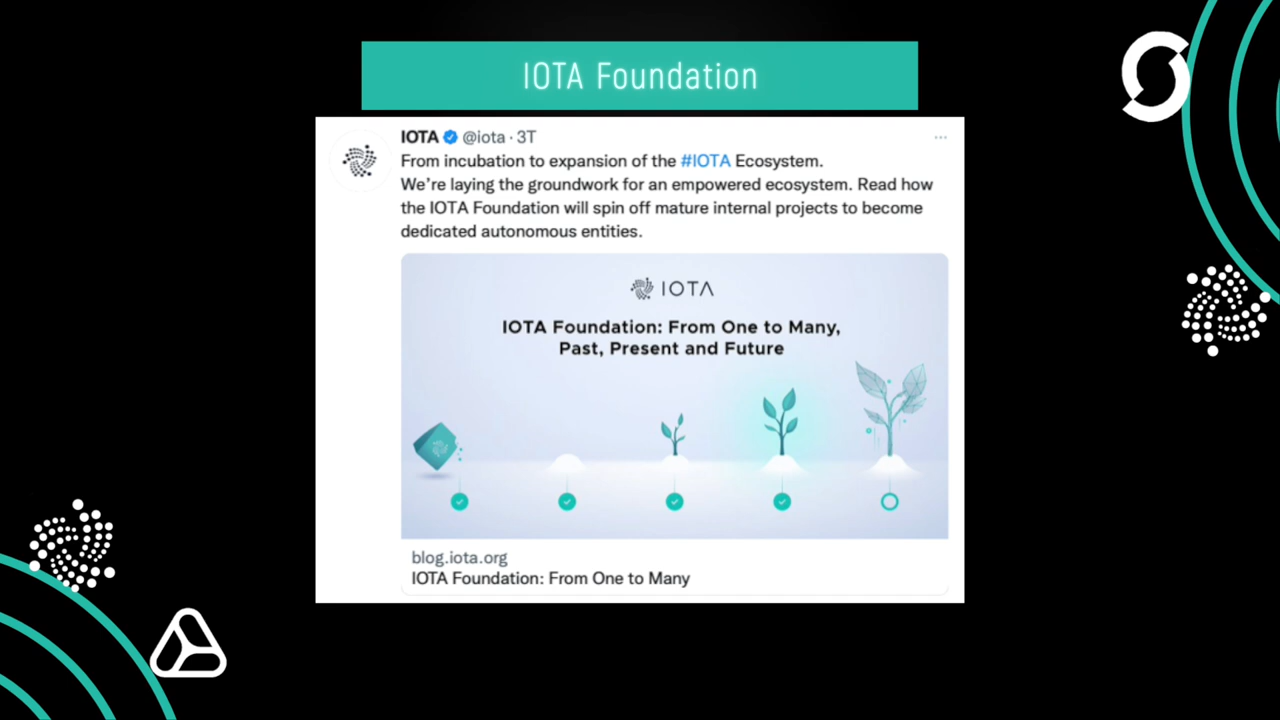 IOTA Foundation
IOTA @iota · 3T
From incubation to expansion of the #IOTA Ecosystem.
We're laying the groundwork for an empowered ecosystem. Read how
the IOTA Foundation will spin off mature internal projects to become
dedicated autonomous entities.
IOTA
IOTA Foundation: From One to Many,
Past, Present and Future
blog.iota.org
IOTA Foundation: From One to Many